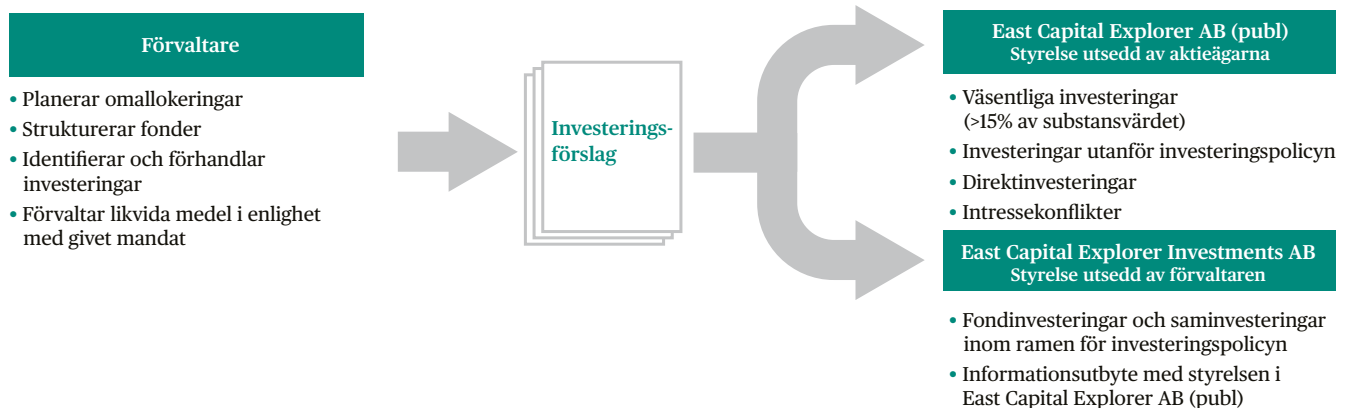 Förvaltare
• Planerar omallokeringar
• Strukturerar fonder
• Identifierar och förhandlar
investeringar
• Förvaltar likvida medel i enlighet
med givet mandat
Investerings-
förslag
East Capital Explorer AB (publ)
Styrelse utsedd av aktieägarna
• Väsentliga investeringar
(>15% av substansvärdet)
• Investeringar utanför investeringspolicyn
• Direktinvesteringar
• Intressekonflikter
East Capital Explorer Investments AB
Styrelse utsedd av förvaltaren
• Fondinvesteringar och saminvesteringar
inom ramen för investeringspolicyn
• Informationsutbyte med styrelsen i
East Capital Explorer AB (publ)